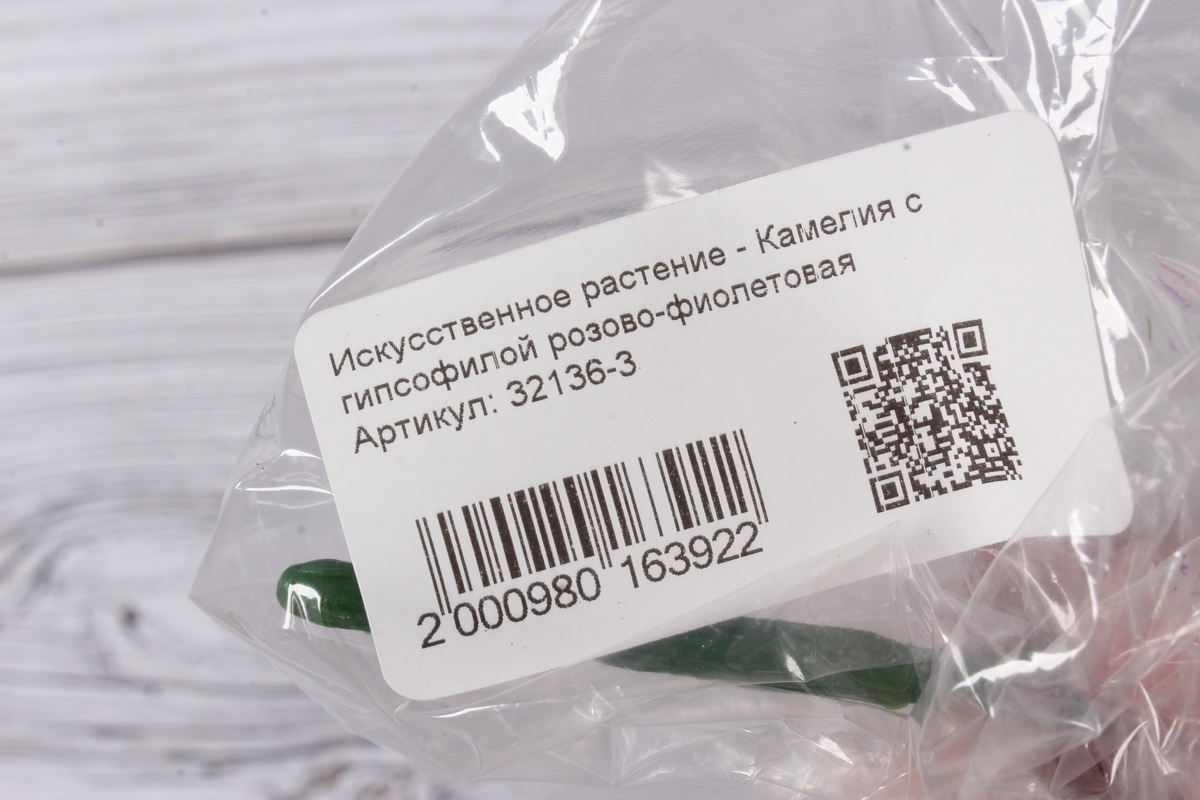 Искусственное растение - Камелия с
гипсофилой розово-фиолетовая
Артикул: 32136-3
2 000980 163922